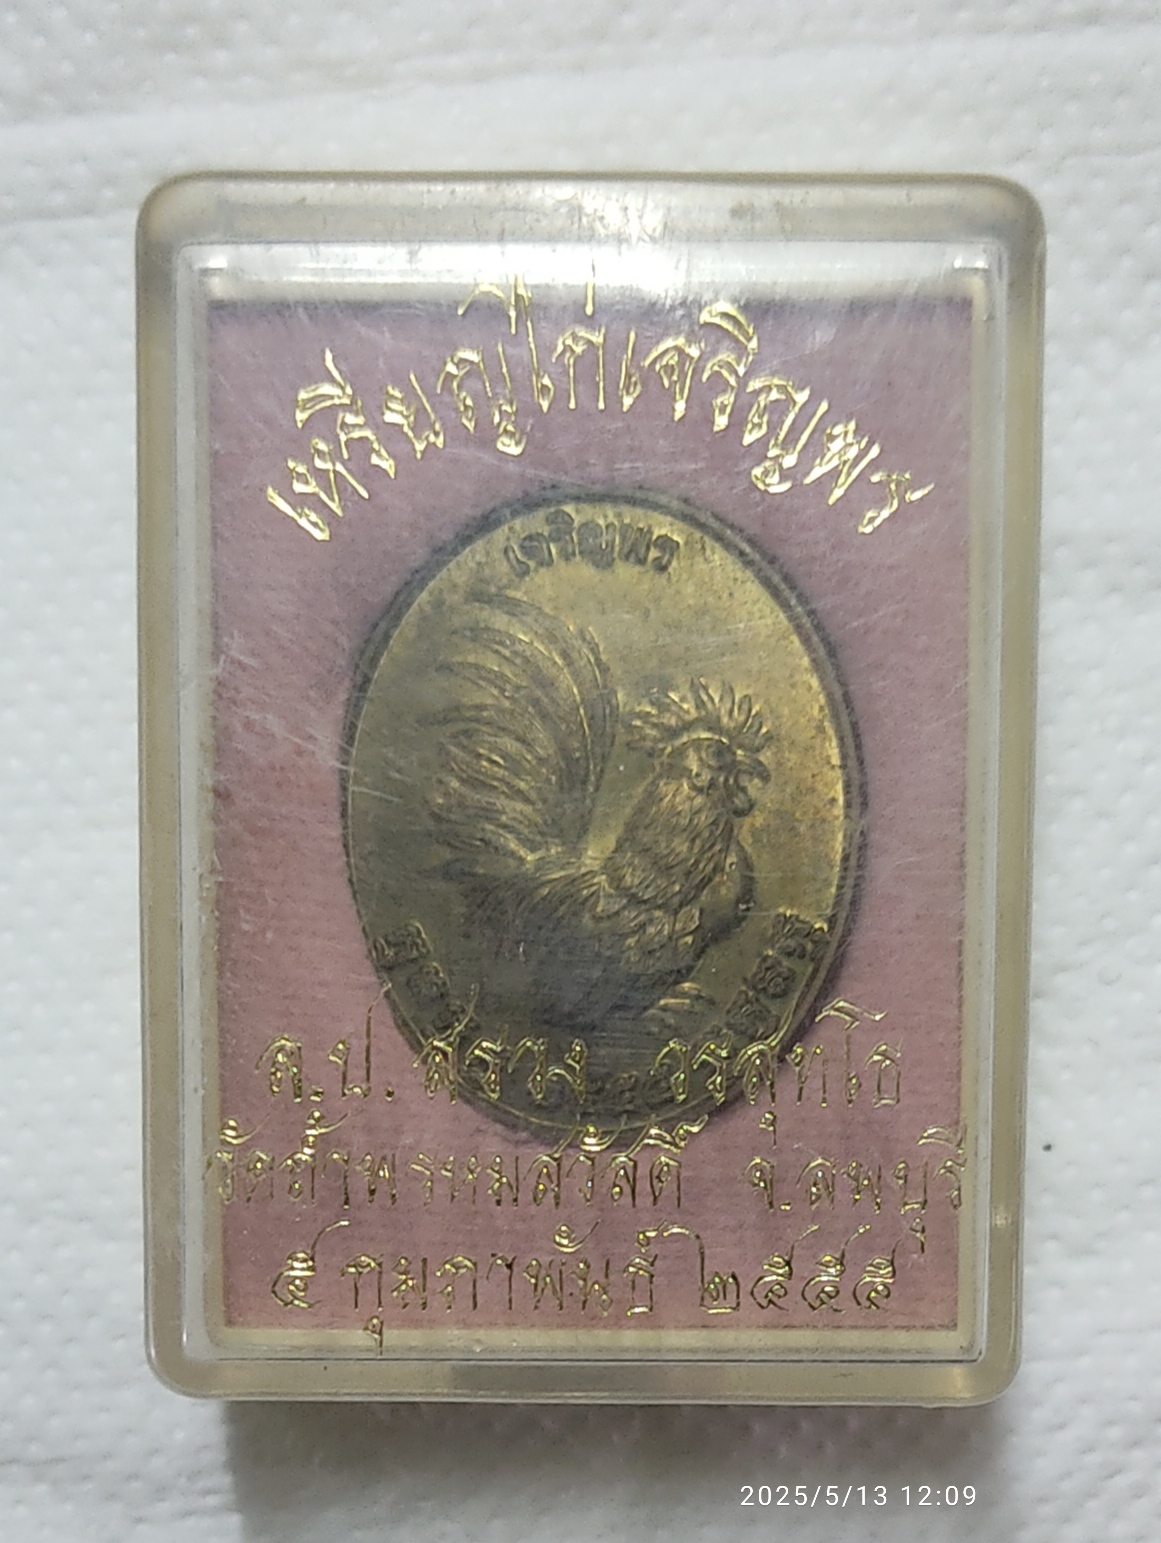 เหรียญไก่เจริญพร
เจริญพร
ล.ป. สรวง วรสุทโธ
วัดถ้ำพรหมสวัสดิ์ จ.ลพบุรี
๕ กุมภาพันธ์ ๒๕๕๕
2025/5/13 12:09